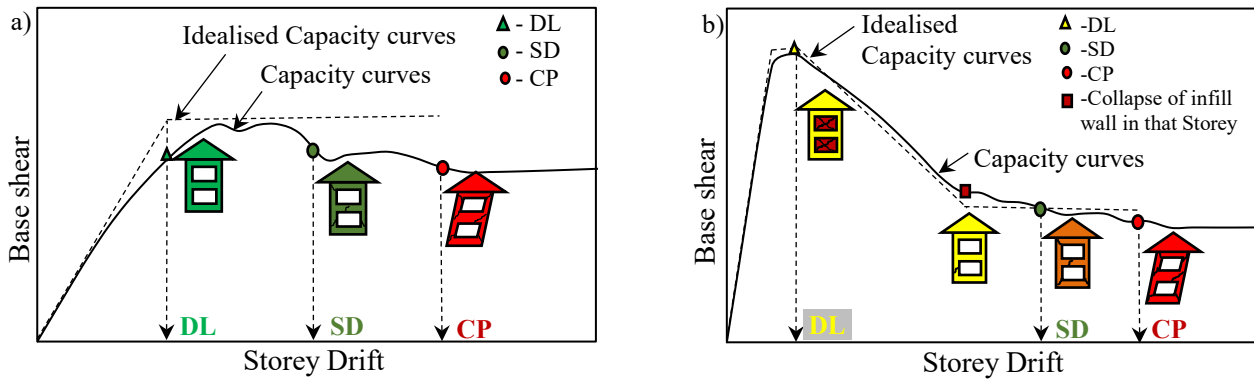 a)
Idealised Capacity curves
Capacity curves
- DL
- SD
- CP
Base shear
DL
SD
CP
Storey Drift
b)
Idealised
Capacity curves
-DL
-SD
-CP
-Collapse of infill
wall in that Storey
Capacity curves
Base shear
DL
SD
CP
Storey Drift